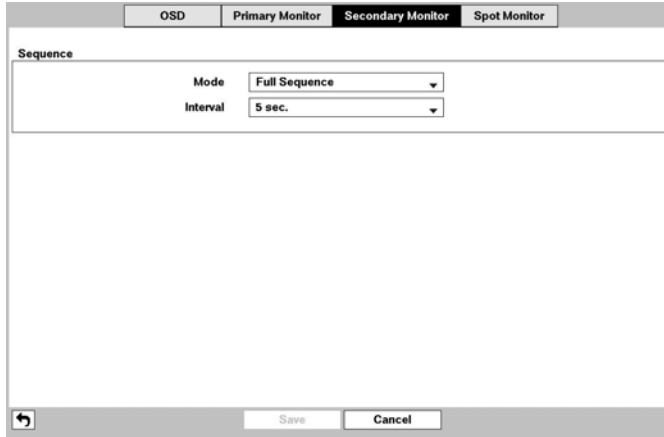 OSD Primary Monitor Secondary Monitor Spot Monitor
Sequence
Mode Full Sequence
Interval 5 sec.
Save Cancel